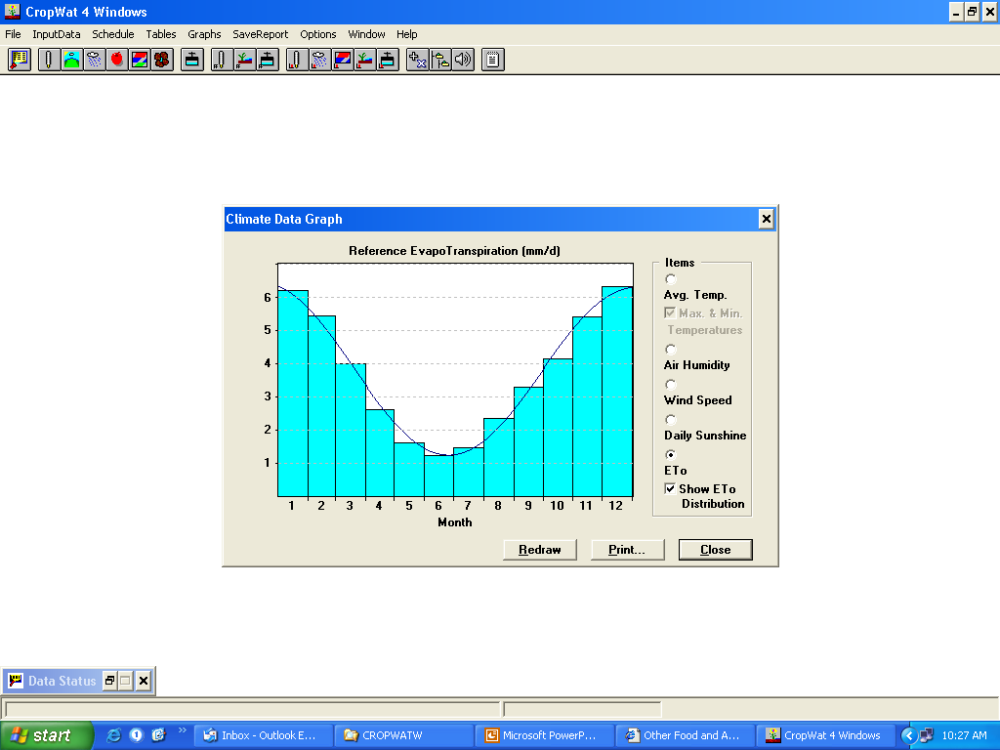 CropWat 4 Windows
File InputData Schedule Tables Graphs SaveReport Options Window Help
Climate Data Graph
Reference EvapoTranspiration (mm/d)
6
5
4
3
2
1
1 2 3 4 5 6 7 8 9 10 11 12
Month
Items
Avg. Temp.
Max. & Min.
Temperatures
Air Humidity
Wind Speed
Daily Sunshine
ETo
Show ETo
Distribution
Redraw Print... Close
Data Status
start
Inbox - Outlook E... CROPWATW Microsoft PowerP... Other Food and A... CropWat 4 Windows 10:27 AM